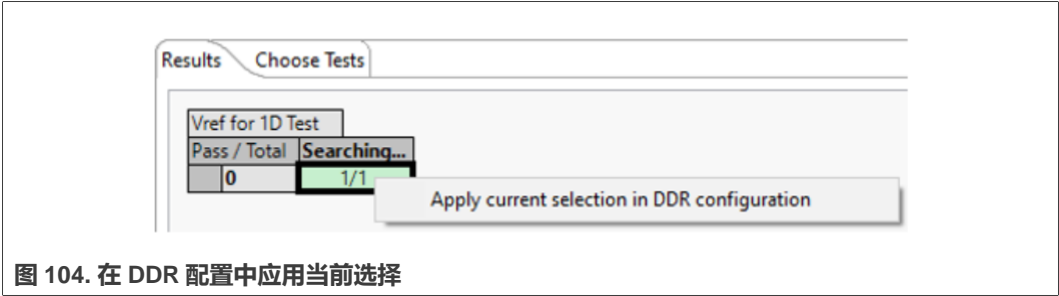 Results Choose Tests
Vref for 1D Test
Pass / Total Searching...
0 1/1
Apply current selection in DDR configuration
图 104. 在 DDR 配置中应用当前选择